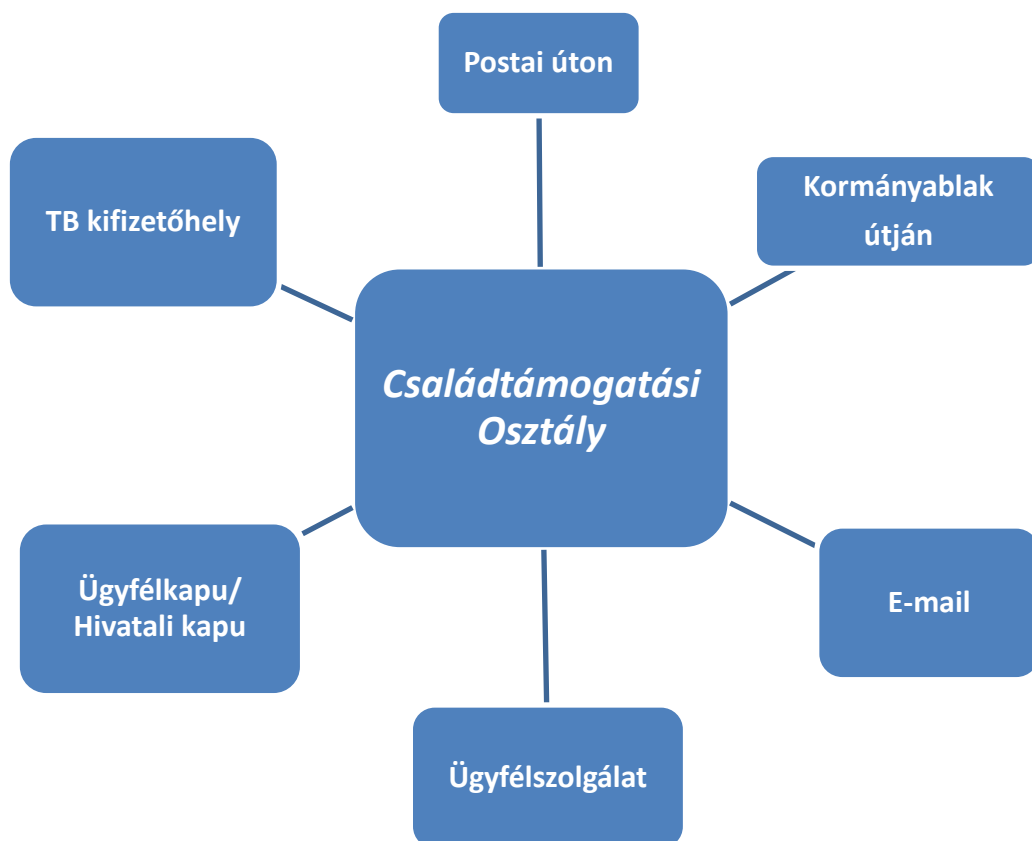 Postai úton
TB kifizetőhely
Kormányablak
útján
Családtámogatási
Osztály
Ügyfélkapu/
Hivatali kapu
E-mail
Ügyfélszolgálat